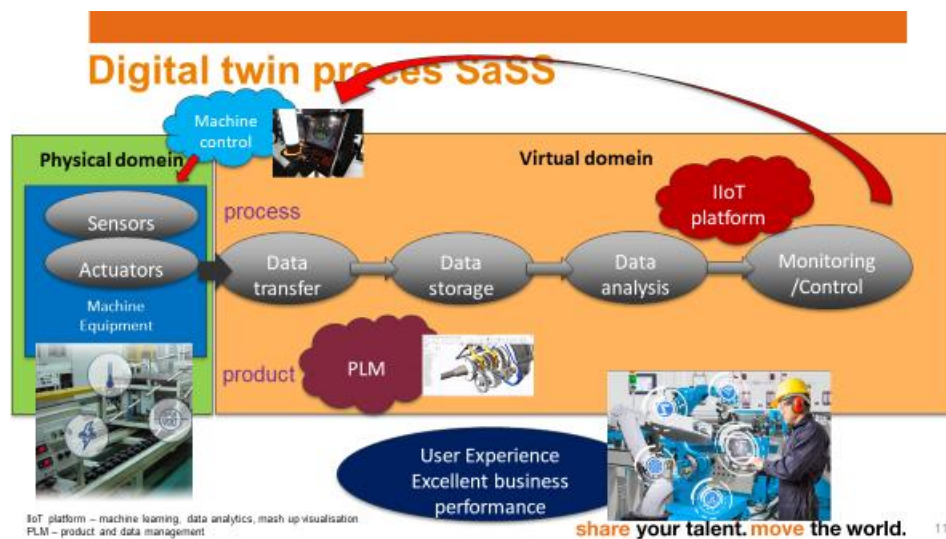 Digital twin proces SaSS
Machine
control
Physical domein
Virtual domein
IIoT
platform
Sensors
process
Actuators
Data
transfer
Data
storage
Data
analysis
Monitoring
/Control
Machine
Equipment
product
PLM
User Experience
Excellent business
performance
IIoT platform – machine learning, data analytics, mash up visualisation
PLM – product and data management
share your talent. move the world.
11